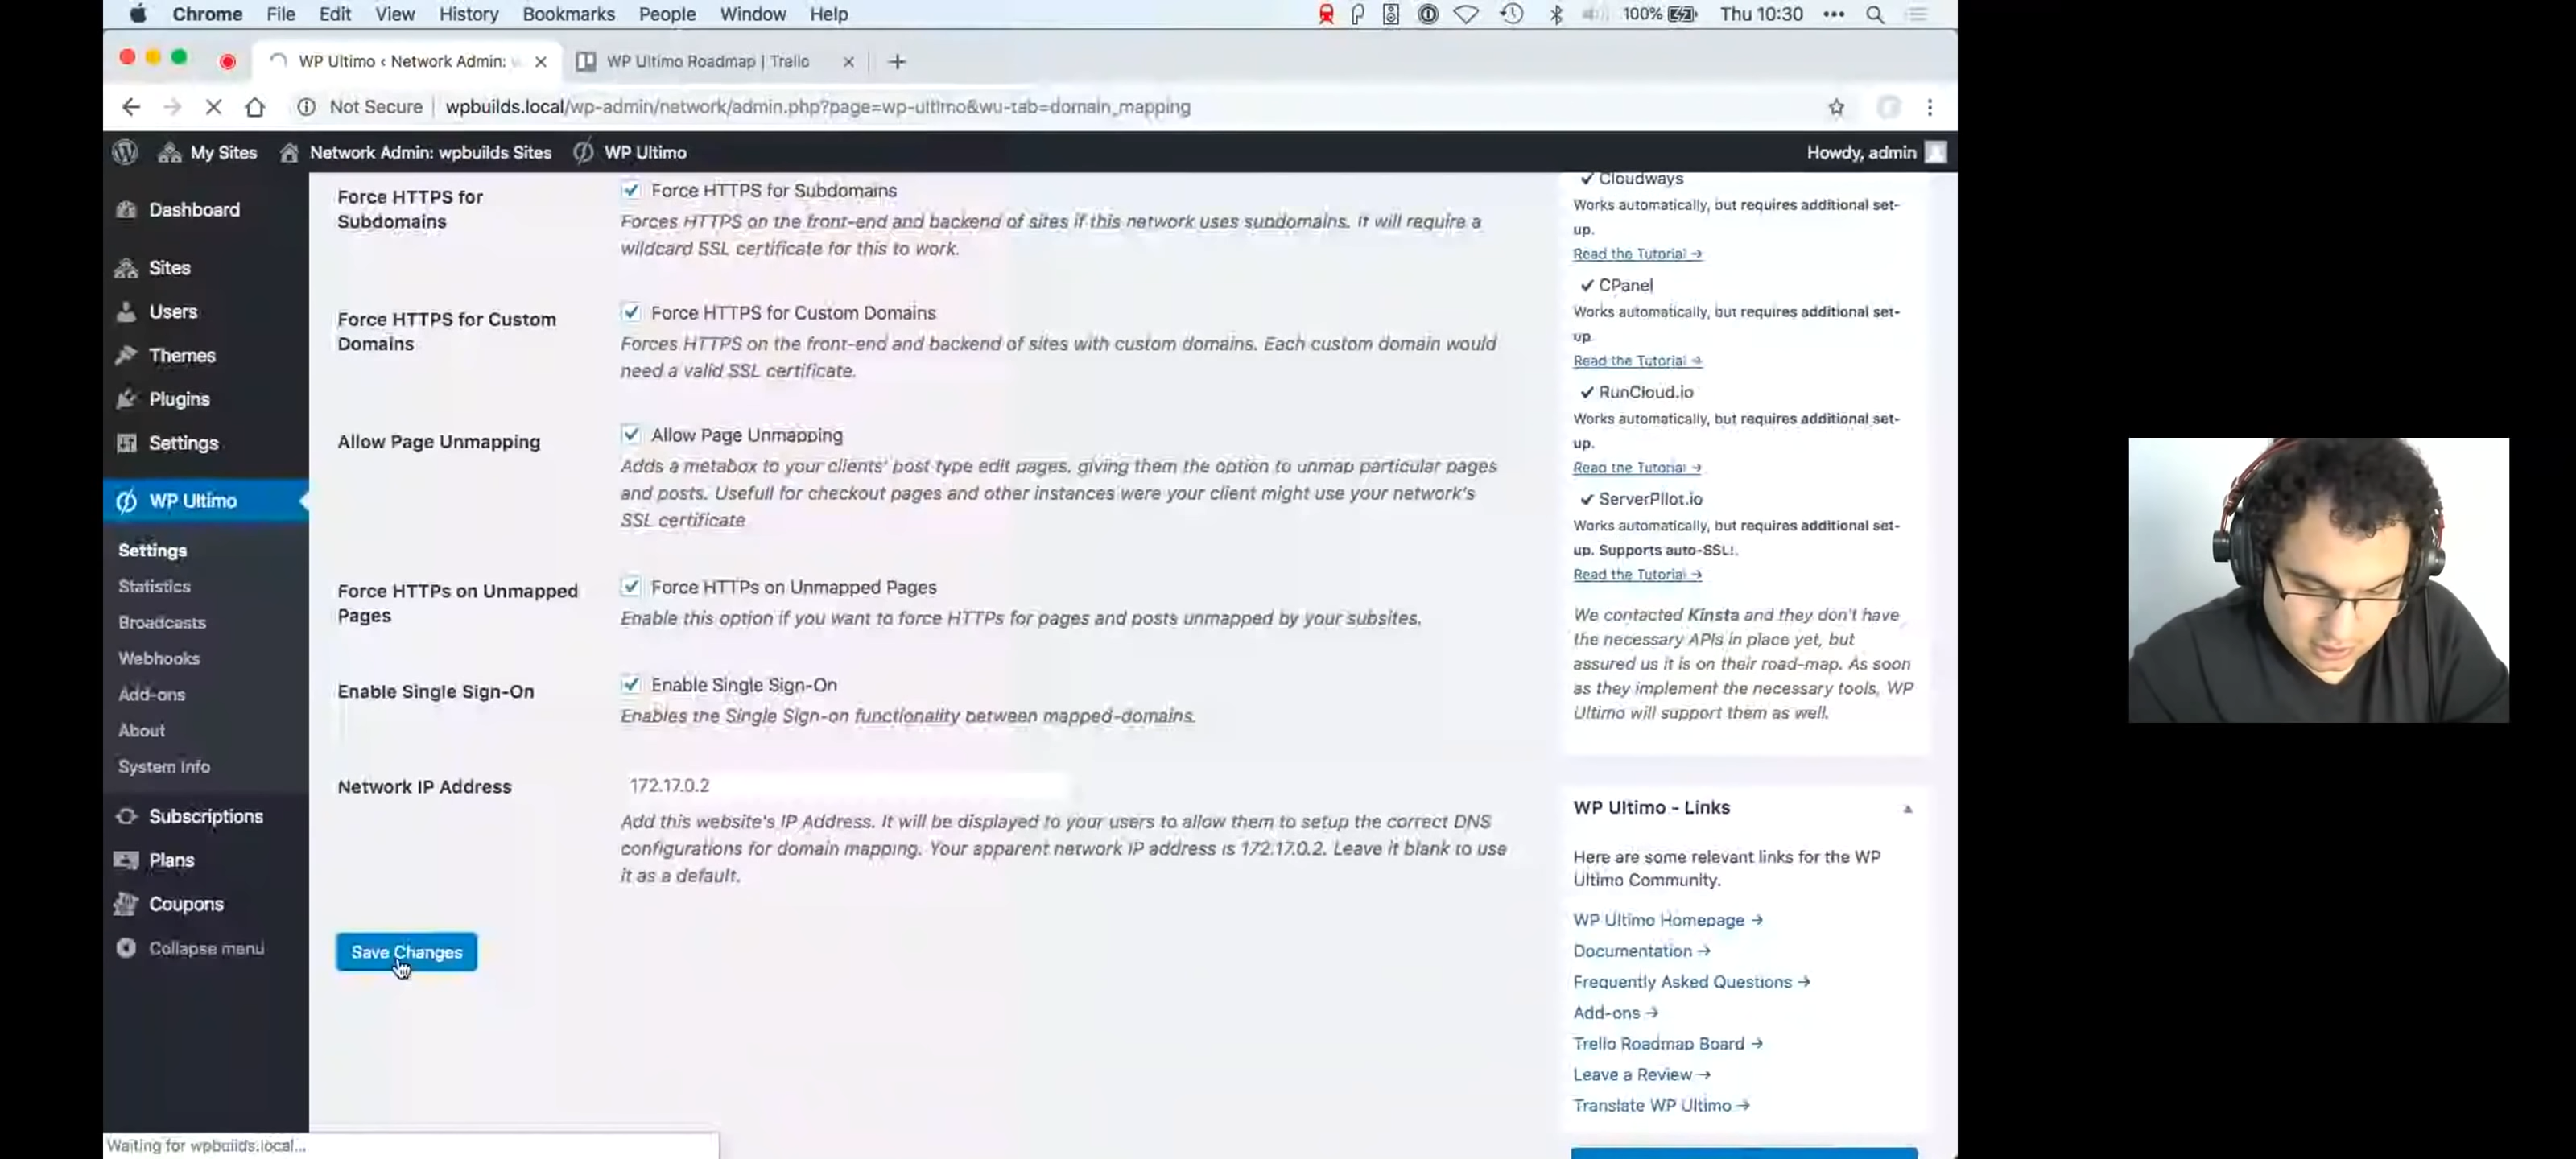 Chrome File Edit View History Bookmarks People Window Help 100% Thu 10:30
WP Ultimo ‹ Network Admin: w
WP Ultimo Roadmap | Trello
Not Secure | wpbuilds.local/wp-admin/network/admin.php?page=wp-ultimo&wu-tab=domain_mapping
My Sites Network Admin: wpbuilds Sites WP Ultimo Howdy, admin
Dashboard
Sites
Users
Themes
Plugins
Settings
WP Ultimo
Settings
Statistics
Broadcasts
Webhooks
Add-ons
About
System Info
Subscriptions
Plans
Coupons
Collapse menu
Force HTTPS for
Subdomains
Force HTTPS for Subdomains
Forces HTTPS on the front-end and backend of sites if this network uses subdomains. It will require a
wildcard SSL certificate for this to work.
Force HTTPS for Custom
Domains
Force HTTPS for Custom Domains
Forces HTTPS on the front-end and backend of sites with custom domains. Each custom domain would
need a valid SSL certificate.
Allow Page Unmapping
Allow Page Unmapping
Adds a metabox to your clients' post type edit pages, giving them the option to unmap particular pages
and posts. Usefull for checkout pages and other instances were your client might use your network's
SSL certificate
Force HTTPs on Unmapped
Pages
Force HTTPs on Unmapped Pages
Enable this option if you want to force HTTPs for pages and posts unmapped by your subsites.
Enable Single Sign-On
Enable Single Sign-On
Enables the Single Sign-on functionality between mapped-domains.
Network IP Address
172.17.0.2
Add this website's IP Address. It will be displayed to your users to allow them to setup the correct DNS
configurations for domain mapping. Your apparent network IP address is 172.17.0.2. Leave it blank to use
it as a default.
Save Changes
✔ Cloudways
Works automatically, but requires additional set-
up.
Read the Tutorial →
✔ CPanel
Works automatically, but requires additional set-
up.
Read the Tutorial →
✔ RunCloud.io
Works automatically, but requires additional set-
up.
Read the Tutorial →
✔ ServerPilot.io
Works automatically, but requires additional set-
up. Supports auto-SSL!.
Read the Tutorial →
We contacted Kinsta and they don't have
the necessary APIs in place yet, but
assured us it is on their road-map. As soon
as they implement the necessary tools, WP
Ultimo will support them as well.
WP Ultimo - Links
Here are some relevant links for the WP
Ultimo Community.
WP Ultimo Homepage →
Documentation →
Frequently Asked Questions →
Add-ons →
Trello Roadmap Board →
Leave a Review →
Translate WP Ultimo →
Waiting for wpbuilds.local...